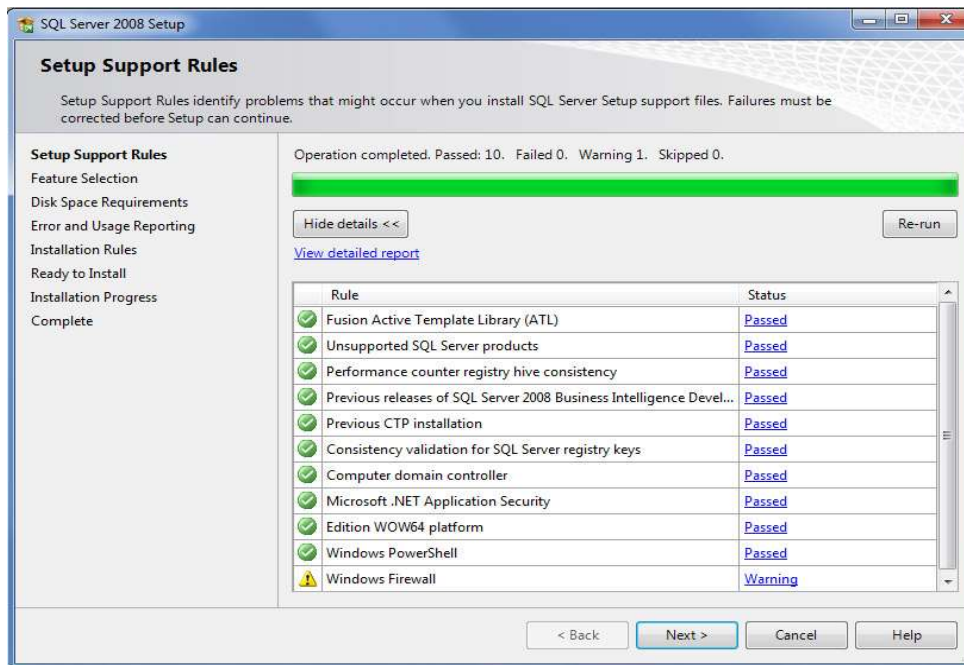 SQL Server 2008 Setup
Setup Support Rules
Setup Support Rules identify problems that might occur when you install SQL Server Setup support files. Failures must be
corrected before Setup can continue.
Setup Support Rules
Feature Selection
Disk Space Requirements
Error and Usage Reporting
Installation Rules
Ready to Install
Installation Progress
Complete
Operation completed. Passed: 10. Failed 0. Warning 1. Skipped 0.
Hide details <<
Re-run
View detailed report
Rule Status
Fusion Active Template Library (ATL) Passed
Unsupported SQL Server products Passed
Performance counter registry hive consistency Passed
Previous releases of SQL Server 2008 Business Intelligence Devel... Passed
Previous CTP installation Passed
Consistency validation for SQL Server registry keys Passed
Computer domain controller Passed
Microsoft .NET Application Security Passed
Edition WOW64 platform Passed
Windows PowerShell Passed
Windows Firewall Warning
< Back Next > Cancel Help